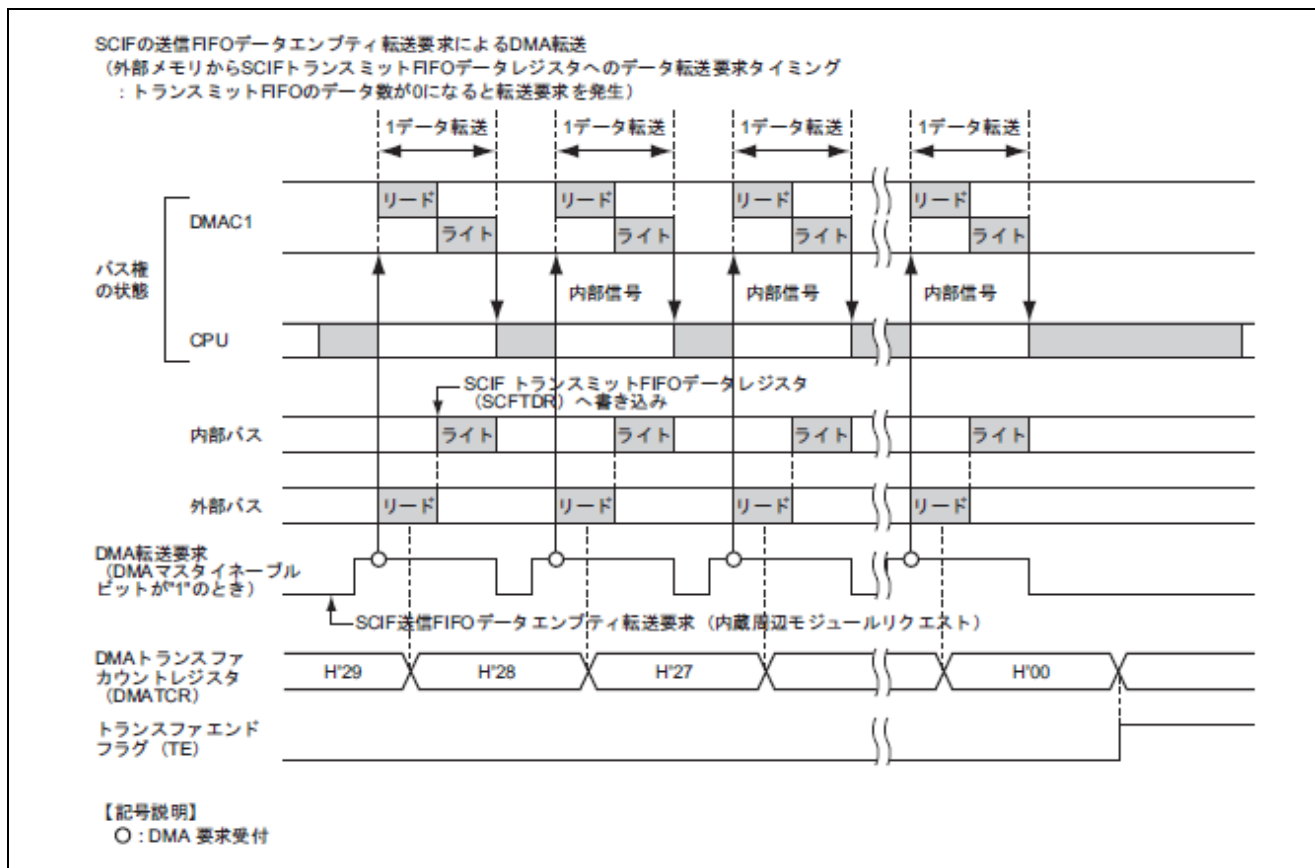 SCIFの送信FIFOデータエンプティ転送要求によるDMA転送
（外部メモリからSCIFトランスミットFIFOデータレジスタへのデータ転送要求タイミング
：トランスミットFIFOのデータ数が0になると転送要求を発生）
1データ転送 1データ転送 1データ転送 1データ転送
リード リード リード リード
DMAC1
ライト ライト ライト ライト
バス権
の状態
内部信号 内部信号 内部信号
CPU
SCIF トランスミットFIFOデータレジスタ
（SCFTDR）へ書き込み
内部バス ライト ライト ライト ライト
外部バス リード リード リード リード
DMA転送要求
（DMAマスタイネーブル
ビットが"1"のとき）
SCIF送信FIFOデータエンプティ転送要求（内蔵周辺モジュールリクエスト）
DMAトランスファ
カウントレジスタ
（DMATCR）
H'29 H'28 H'27 H'00
トランスファエンド
フラグ（TE）
【記号説明】
○：DMA 要求受付